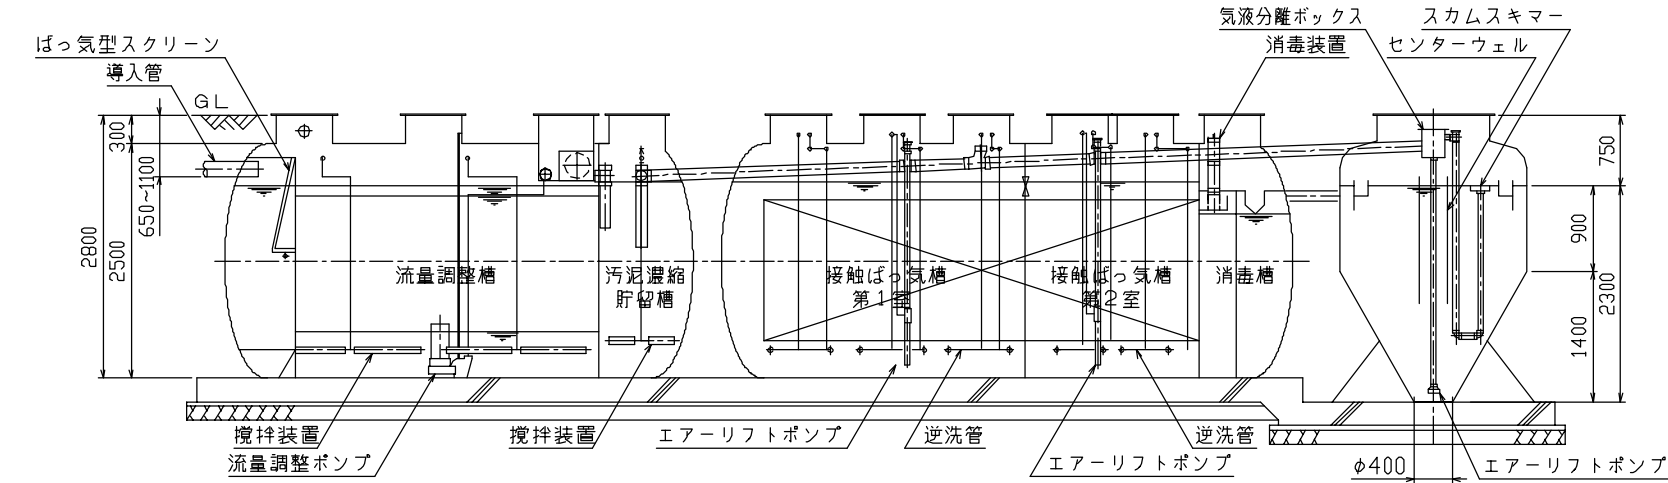 気液分離ボックス
スカムスキマー
ばっ気型スクリーン
消毒装置
センターウェル
導入管
GL
300
750
650~1100
2800
2500
900
2300
1400
流量調整槽
汚泥濃縮
貯留槽
接触ばっ気槽
第1室
接触ばっ気槽
第2室
消毒槽
撹拌装置
撹拌装置
エアーリフトポンプ
逆洗管
逆洗管
流量調整ポンプ
エアーリフトポンプ
φ400
エアーリフトポンプ